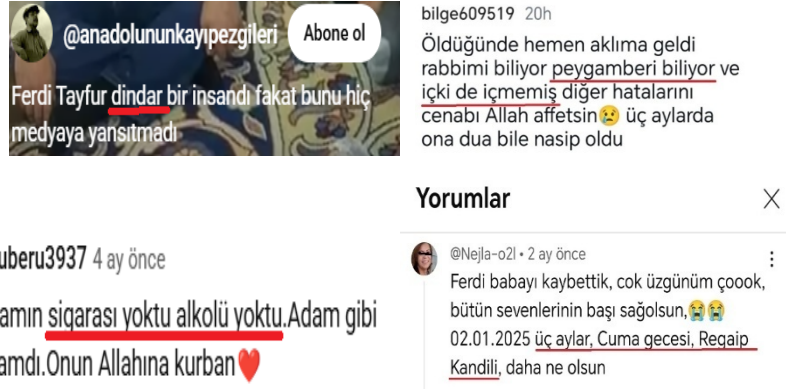 @anadolununkayıpezgileri
Abone ol
Ferdi Tayfur dindar bir insandı fakat bunu hiç
medyaya yansıtmadı
bilge609519 20h
Öldüğünde hemen aklıma geldi
rabbimi biliyor peygamberi biliyor ve
içki de içmemiş diğer hatalarını
cenabı Allah affetsin😢 üç aylarda
ona dua bile nasip oldu
uberu3937 4 ay önce
amın sigarası yoktu alkolü yoktu.Adam gibi
amdı.Onun Allahına kurban❤️
Yorumlar
@Nejla-o2l • 2 ay önce
Ferdi babayı kaybettik, cok üzgünüm çoook,
bütün sevenlerinin başı sağolsun,😭😭
02.01.2025 üç aylar, Cuma gecesi, Regaip
Kandili, daha ne olsun